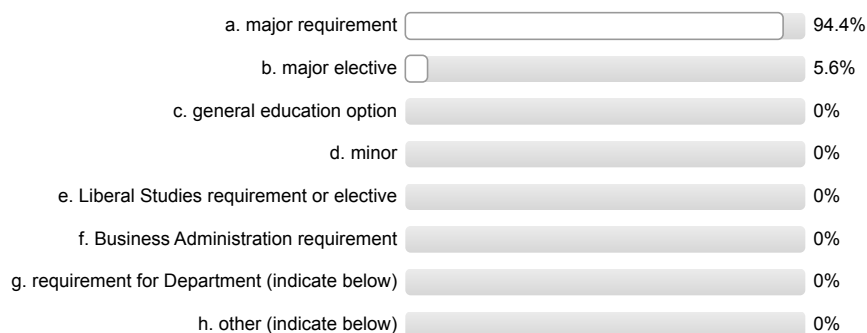 a. major requirement 94.4%
b. major elective 5.6%
c. general education option 0%
d. minor 0%
e. Liberal Studies requirement or elective 0%
f. Business Administration requirement 0%
g. requirement for Department (indicate below) 0%
h. other (indicate below) 0%